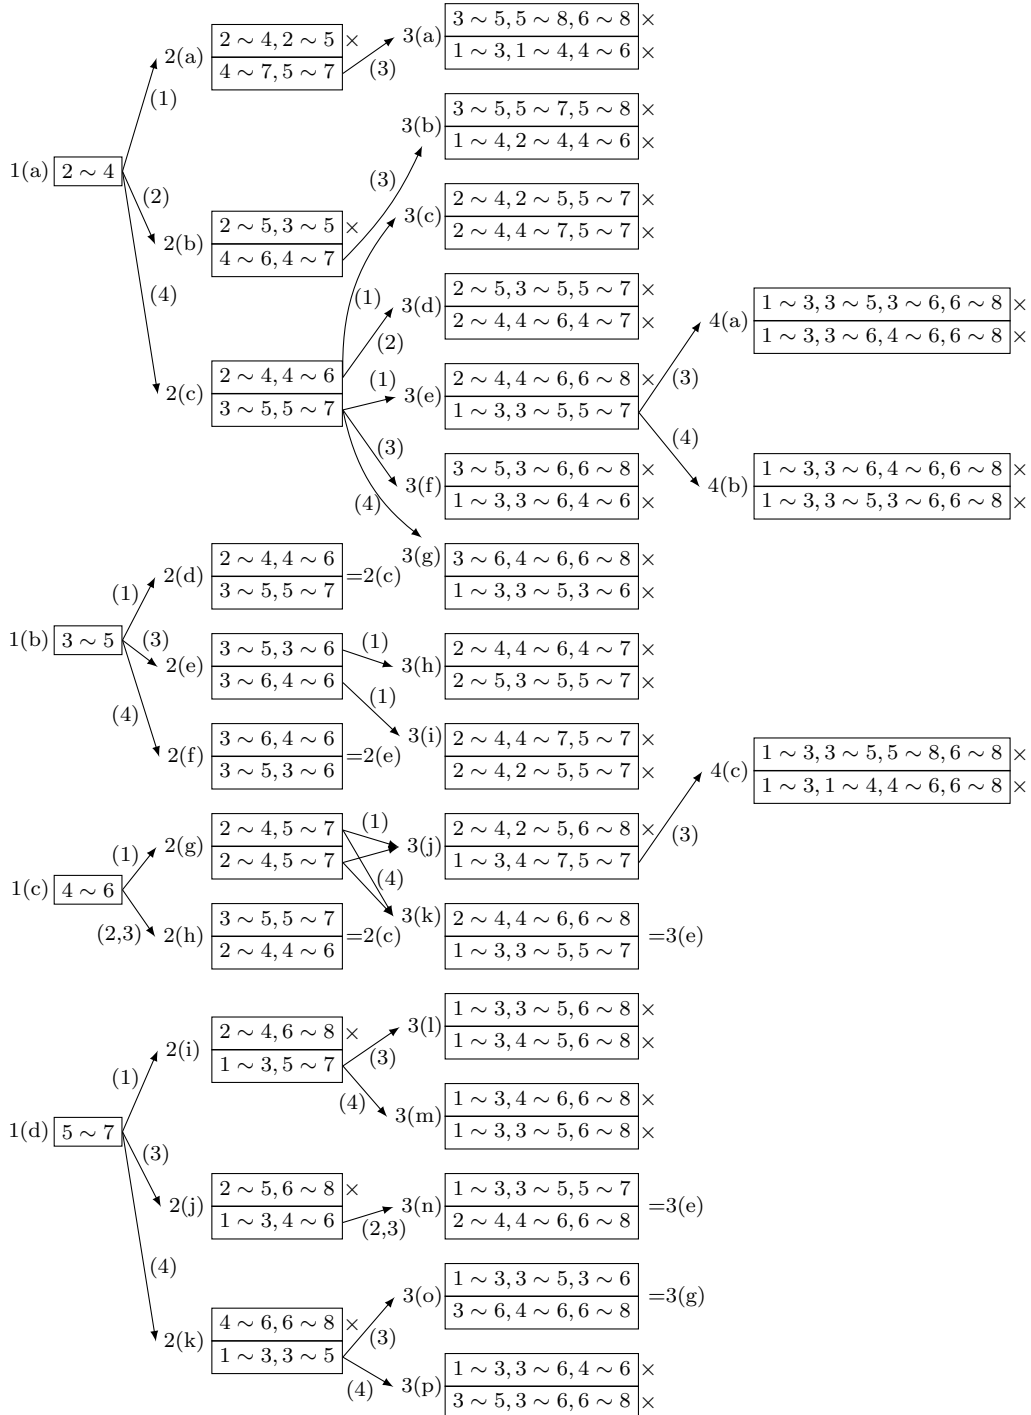 1(a) 2 ∼ 4
(1)
(2)
(4)
2(a) 2 ∼ 4, 2 ∼ 5 ×
4 ∼ 7, 5 ∼ 7
(3)
2(b) 2 ∼ 5, 3 ∼ 5 ×
4 ∼ 6, 4 ∼ 7
(3)
2(c) 2 ∼ 4, 4 ∼ 6
3 ∼ 5, 5 ∼ 7
(1)
(2)
(1)
(3)
(4)
3(a) 3 ∼ 5, 5 ∼ 8, 6 ∼ 8 ×
1 ∼ 3, 1 ∼ 4, 4 ∼ 6 ×
3(b) 3 ∼ 5, 5 ∼ 7, 5 ∼ 8 ×
1 ∼ 4, 2 ∼ 4, 4 ∼ 6 ×
3(c) 2 ∼ 4, 2 ∼ 5, 5 ∼ 7 ×
2 ∼ 4, 4 ∼ 7, 5 ∼ 7 ×
3(d) 2 ∼ 5, 3 ∼ 5, 5 ∼ 7 ×
2 ∼ 4, 4 ∼ 6, 4 ∼ 7 ×
3(e) 2 ∼ 4, 4 ∼ 6, 6 ∼ 8 ×
1 ∼ 3, 3 ∼ 5, 5 ∼ 7
(3)
(4)
4(a) 1 ∼ 3, 3 ∼ 5, 3 ∼ 6, 6 ∼ 8 ×
1 ∼ 3, 3 ∼ 6, 4 ∼ 6, 6 ∼ 8 ×
4(b) 1 ∼ 3, 3 ∼ 6, 4 ∼ 6, 6 ∼ 8 ×
1 ∼ 3, 3 ∼ 5, 3 ∼ 6, 6 ∼ 8 ×
3(f) 3 ∼ 5, 3 ∼ 6, 6 ∼ 8 ×
1 ∼ 3, 3 ∼ 6, 4 ∼ 6 ×
3(g) 3 ∼ 6, 4 ∼ 6, 6 ∼ 8 ×
1 ∼ 3, 3 ∼ 5, 3 ∼ 6 ×
1(b) 3 ∼ 5
(1)
(3)
(4)
2(d) 2 ∼ 4, 4 ∼ 6
3 ∼ 5, 5 ∼ 7
=2(c)
2(e) 3 ∼ 5, 3 ∼ 6
3 ∼ 6, 4 ∼ 6
(1)
(1)
2(f) 3 ∼ 6, 4 ∼ 6
3 ∼ 5, 3 ∼ 6
=2(e)
3(h) 2 ∼ 4, 4 ∼ 6, 4 ∼ 7 ×
2 ∼ 5, 3 ∼ 5, 5 ∼ 7 ×
3(i) 2 ∼ 4, 4 ∼ 7, 5 ∼ 7 ×
2 ∼ 4, 2 ∼ 5, 5 ∼ 7 ×
1(c) 4 ∼ 6
(1)
(2,3)
2(g) 2 ∼ 4, 5 ∼ 7
2 ∼ 4, 5 ∼ 7
(1)
(4)
2(h) 3 ∼ 5, 5 ∼ 7
2 ∼ 4, 4 ∼ 6
=2(c)
3(j) 2 ∼ 4, 2 ∼ 5, 6 ∼ 8 ×
1 ∼ 3, 4 ∼ 7, 5 ∼ 7
(3)
4(c) 1 ∼ 3, 3 ∼ 5, 5 ∼ 8, 6 ∼ 8 ×
1 ∼ 3, 1 ∼ 4, 4 ∼ 6, 6 ∼ 8 ×
3(k) 2 ∼ 4, 4 ∼ 6, 6 ∼ 8
1 ∼ 3, 3 ∼ 5, 5 ∼ 7
=3(e)
1(d) 5 ∼ 7
(1)
(3)
(4)
2(i) 2 ∼ 4, 6 ∼ 8 ×
1 ∼ 3, 5 ∼ 7
(3)
(4)
3(l) 1 ∼ 3, 3 ∼ 5, 6 ∼ 8 ×
1 ∼ 3, 4 ∼ 5, 6 ∼ 8 ×
3(m) 1 ∼ 3, 4 ∼ 6, 6 ∼ 8 ×
1 ∼ 3, 3 ∼ 5, 6 ∼ 8 ×
2(j) 2 ∼ 5, 6 ∼ 8 ×
1 ∼ 3, 4 ∼ 6
(2,3)
3(n) 1 ∼ 3, 3 ∼ 5, 5 ∼ 7
2 ∼ 4, 4 ∼ 6, 6 ∼ 8
=3(e)
2(k) 4 ∼ 6, 6 ∼ 8 ×
1 ∼ 3, 3 ∼ 5
(3)
(4)
3(o) 1 ∼ 3, 3 ∼ 5, 3 ∼ 6
3 ∼ 6, 4 ∼ 6, 6 ∼ 8
=3(g)
3(p) 1 ∼ 3, 3 ∼ 6, 4 ∼ 6 ×
3 ∼ 5, 3 ∼ 6, 6 ∼ 8 ×